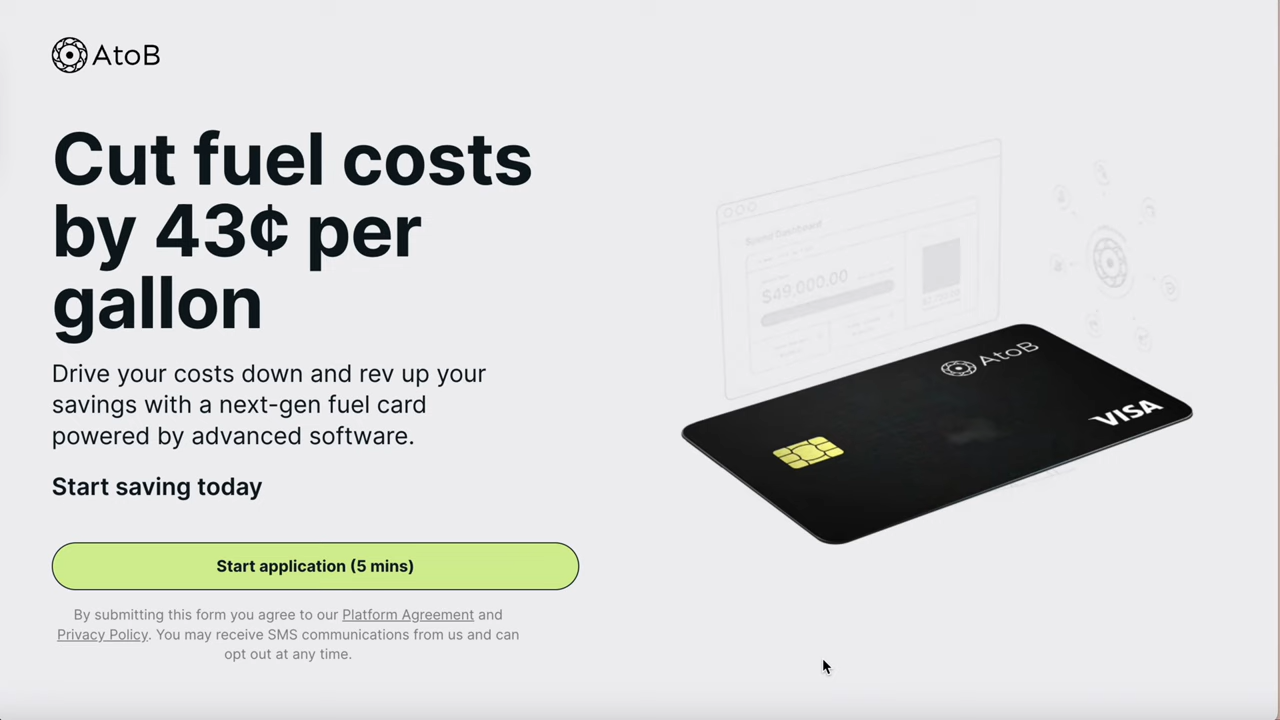 AtoB
Cut fuel costs
by 43¢ per
gallon
Drive your costs down and rev up your
savings with a next-gen fuel card
powered by advanced software.
Start saving today
Start application (5 mins)
By submitting this form you agree to our Platform Agreement and
Privacy Policy. You may receive SMS communications from us and can
opt out at any time.
Spend Dashboard
$49,000.00
AtoB
VISA